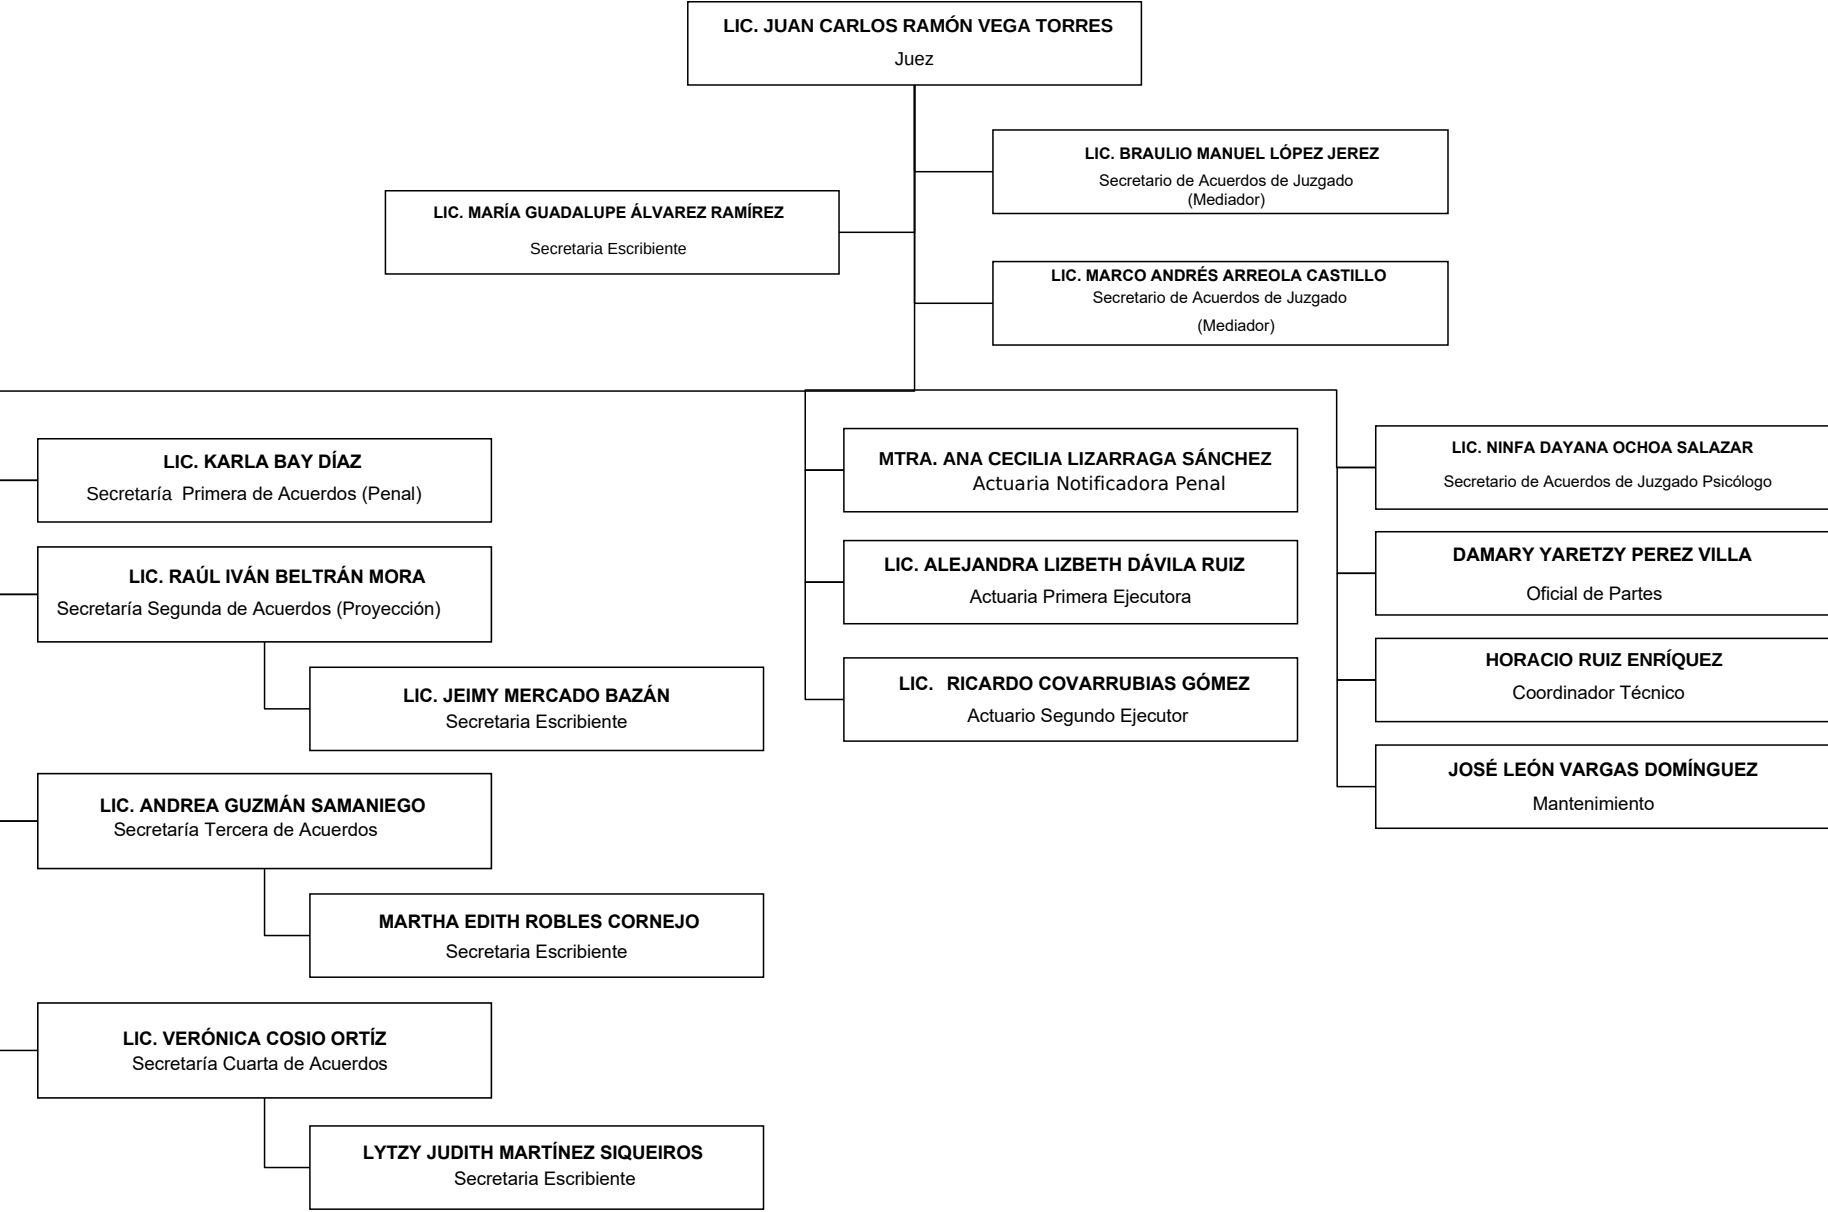 LIC. JUAN CARLOS RAMÓN VEGA TORRES
Juez
LIC. BRAULIO MANUEL LÓPEZ JEREZ
Secretario de Acuerdos de Juzgado
(Mediador)
LIC. MARÍA GUADALUPE ÁLVAREZ RAMÍREZ
Secretaria Escribiente
LIC. MARCO ANDRÉS ARREOLA CASTILLO
Secretario de Acuerdos de Juzgado
(Mediador)
LIC. KARLA BAY DÍAZ
Secretaría Primera de Acuerdos (Penal)
LIC. RAÚL IVÁN BELTRÁN MORA
Secretaría Segunda de Acuerdos (Proyección)
LIC. JEIMY MERCADO BAZÁN
Secretaria Escribiente
LIC. ANDREA GUZMÁN SAMANIEGO
Secretaría Tercera de Acuerdos
MARTHA EDITH ROBLES CORNEJO
Secretaria Escribiente
LIC. VERÓNICA COSIO ORTÍZ
Secretaría Cuarta de Acuerdos
LYTZY JUDITH MARTÍNEZ SIQUEIROS
Secretaria Escribiente
MTRA. ANA CECILIA LIZARRAGA SÁNCHEZ
Actuaria Notificadora Penal
LIC. ALEJANDRA LIZBETH DÁVILA RUIZ
Actuaria Primera Ejecutora
LIC. RICARDO COVARRUBIAS GÓMEZ
Actuario Segundo Ejecutor
LIC. NINFA DAYANA OCHOA SALAZAR
Secretario de Acuerdos de Juzgado Psicólogo
DAMARY YARETZY PEREZ VILLA
Oficial de Partes
HORACIO RUIZ ENRÍQUEZ
Coordinador Técnico
JOSÉ LEÓN VARGAS DOMÍNGUEZ
Mantenimiento